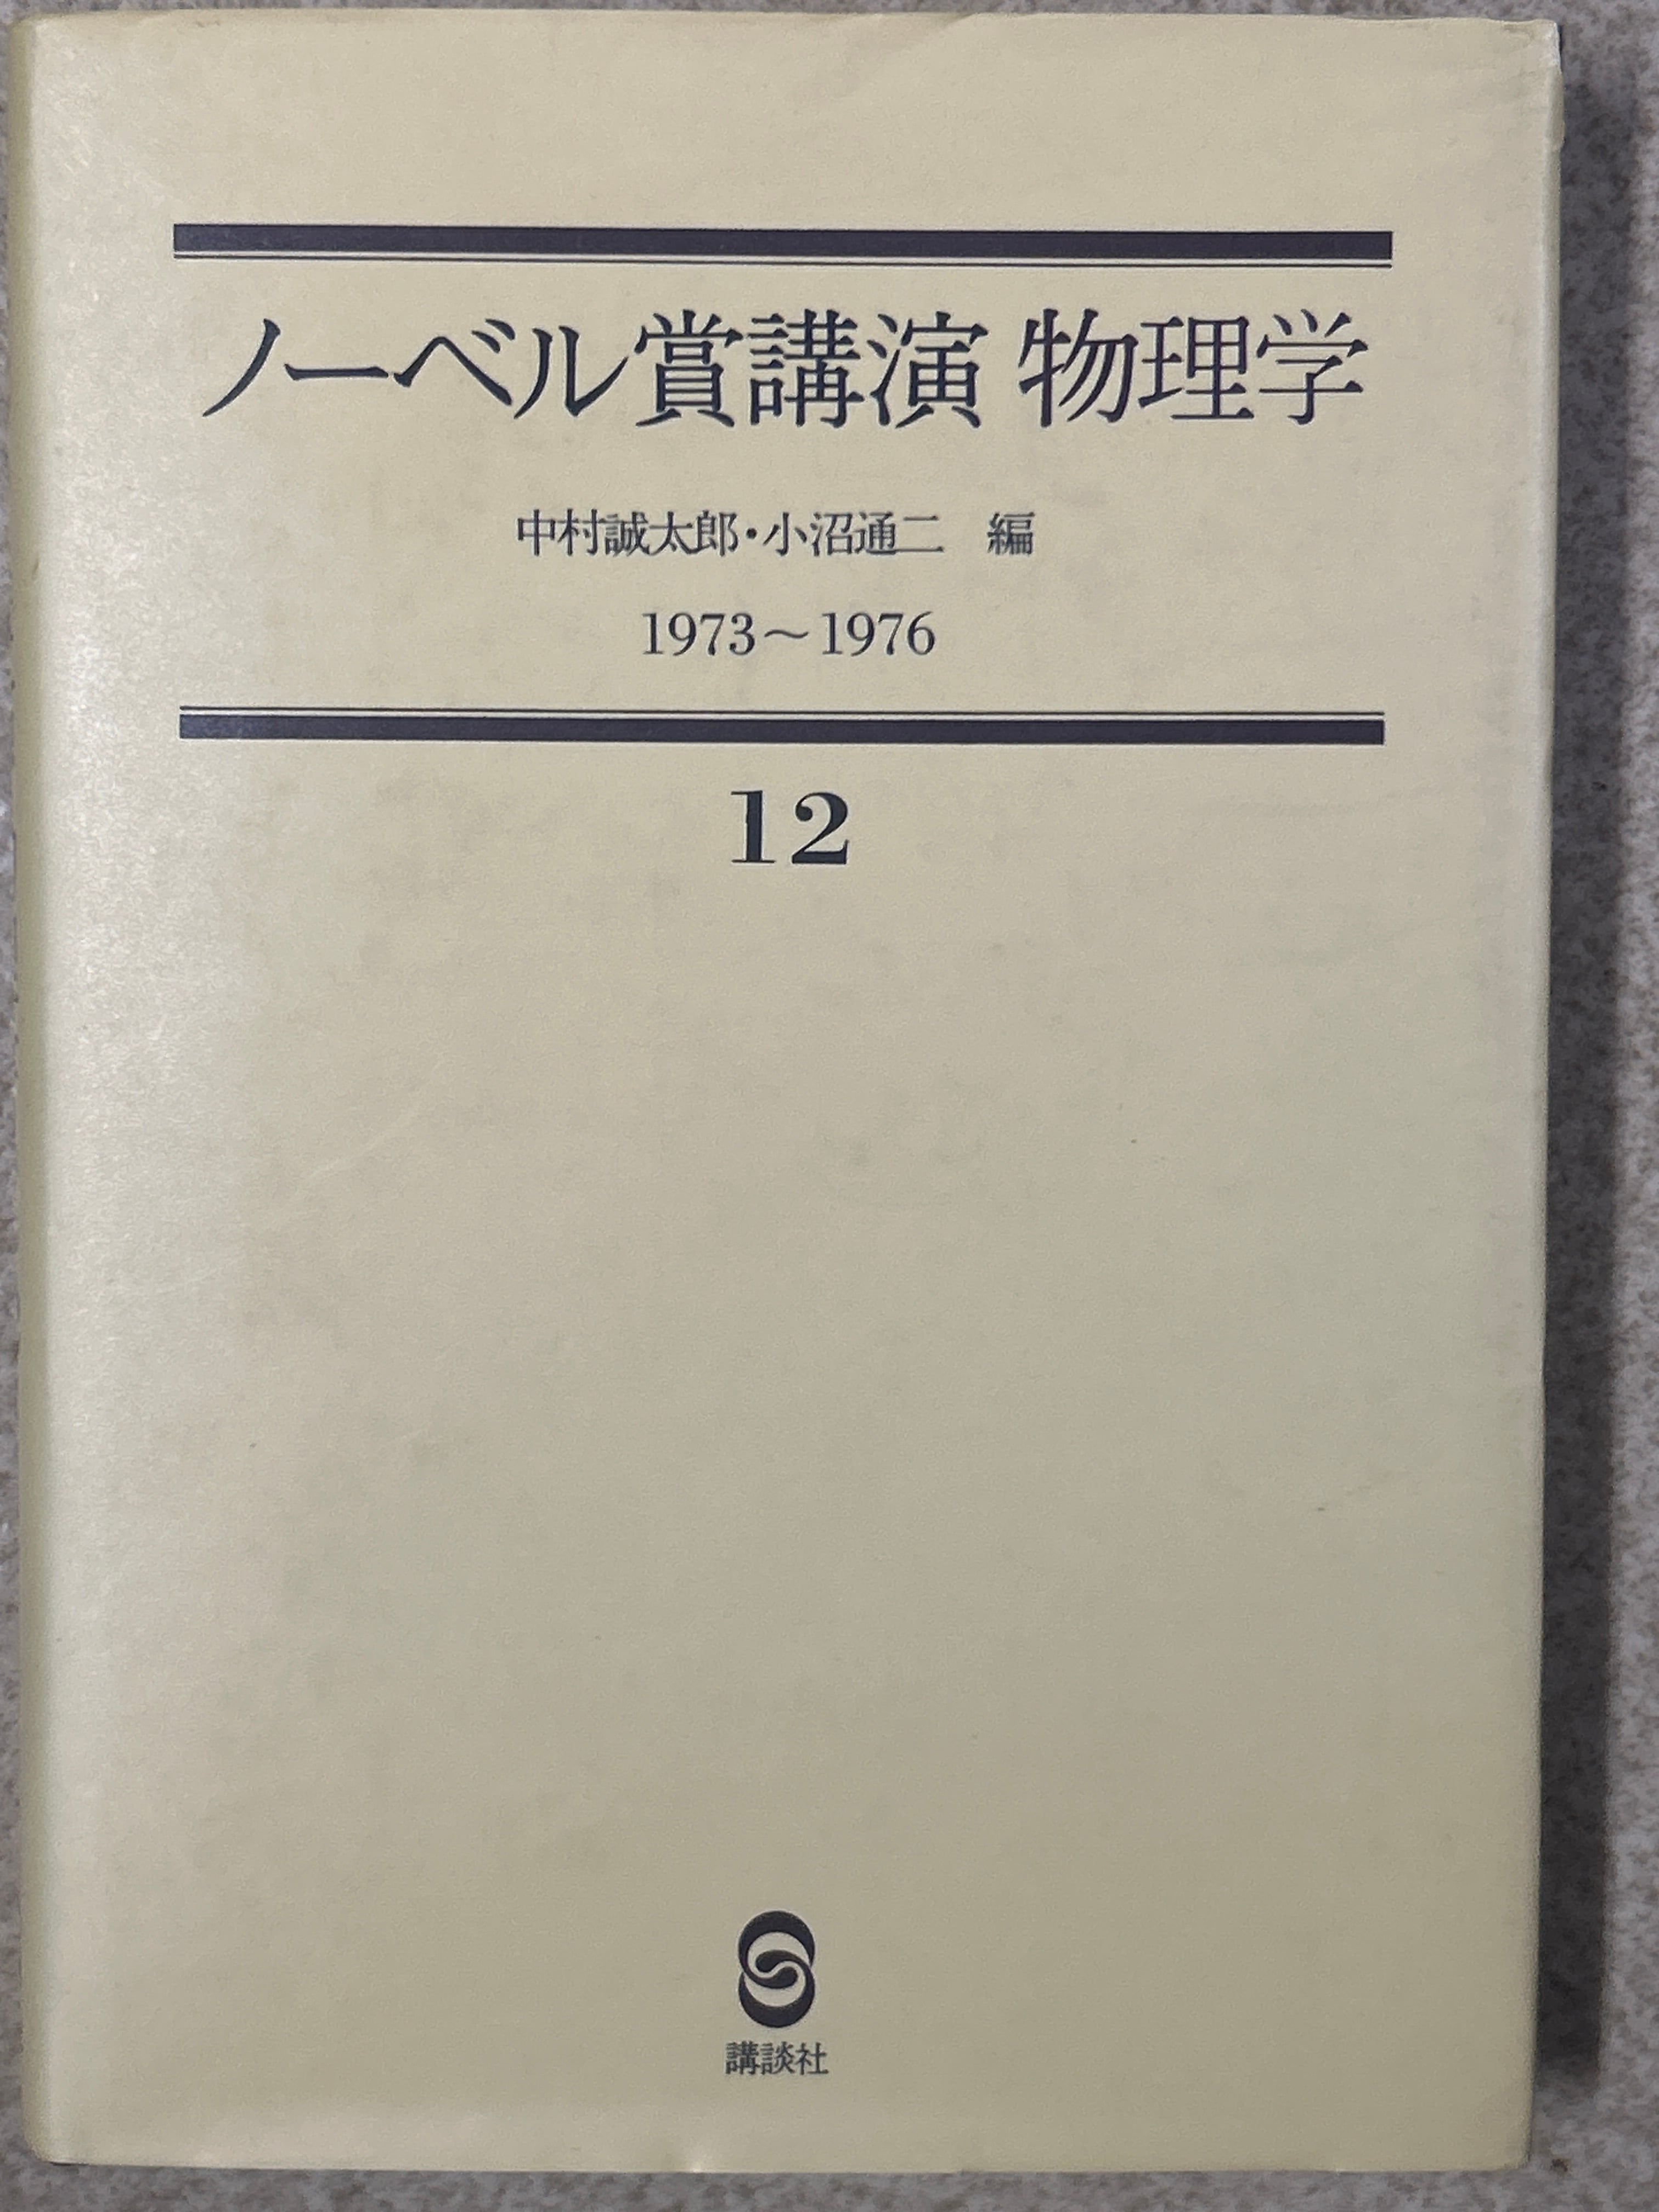 ノーベル賞講演 物理学
中村誠太郎・小沼通二 編
1973〜1976
12
講談社